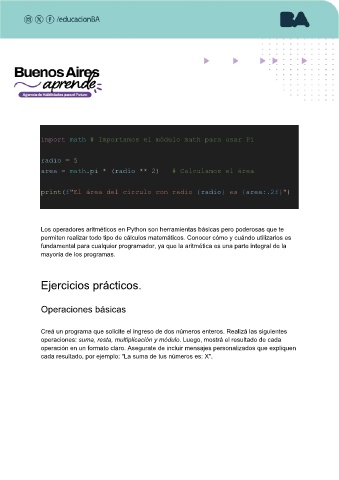 /educacionBA
BA
Buenos Aires
aprende
Agencia de Habilidades para el Futuro
import math # Importamos el módulo math para usar Pi
radio = 5
area = math.pi * (radio ** 2) # Calculamos el área
print(f"El área del círculo con radio {radio} es {area:.2f}")
Los operadores aritméticos en Python son herramientas básicas pero poderosas que te
permiten realizar todo tipo de cálculos matemáticos. Conocer cómo y cuándo utilizarlos es
fundamental para cualquier programador, ya que la aritmética es una parte integral de la
mayoría de los programas.
Ejercicios prácticos.
Operaciones básicas
Creá un programa que solicite el ingreso de dos números enteros. Realizá las siguientes
operaciones: suma, resta, multiplicación y módulo. Luego, mostrá el resultado de cada
operación en un formato claro. Asegurate de incluir mensajes personalizados que expliquen
cada resultado, por ejemplo: "La suma de tus números es: X".